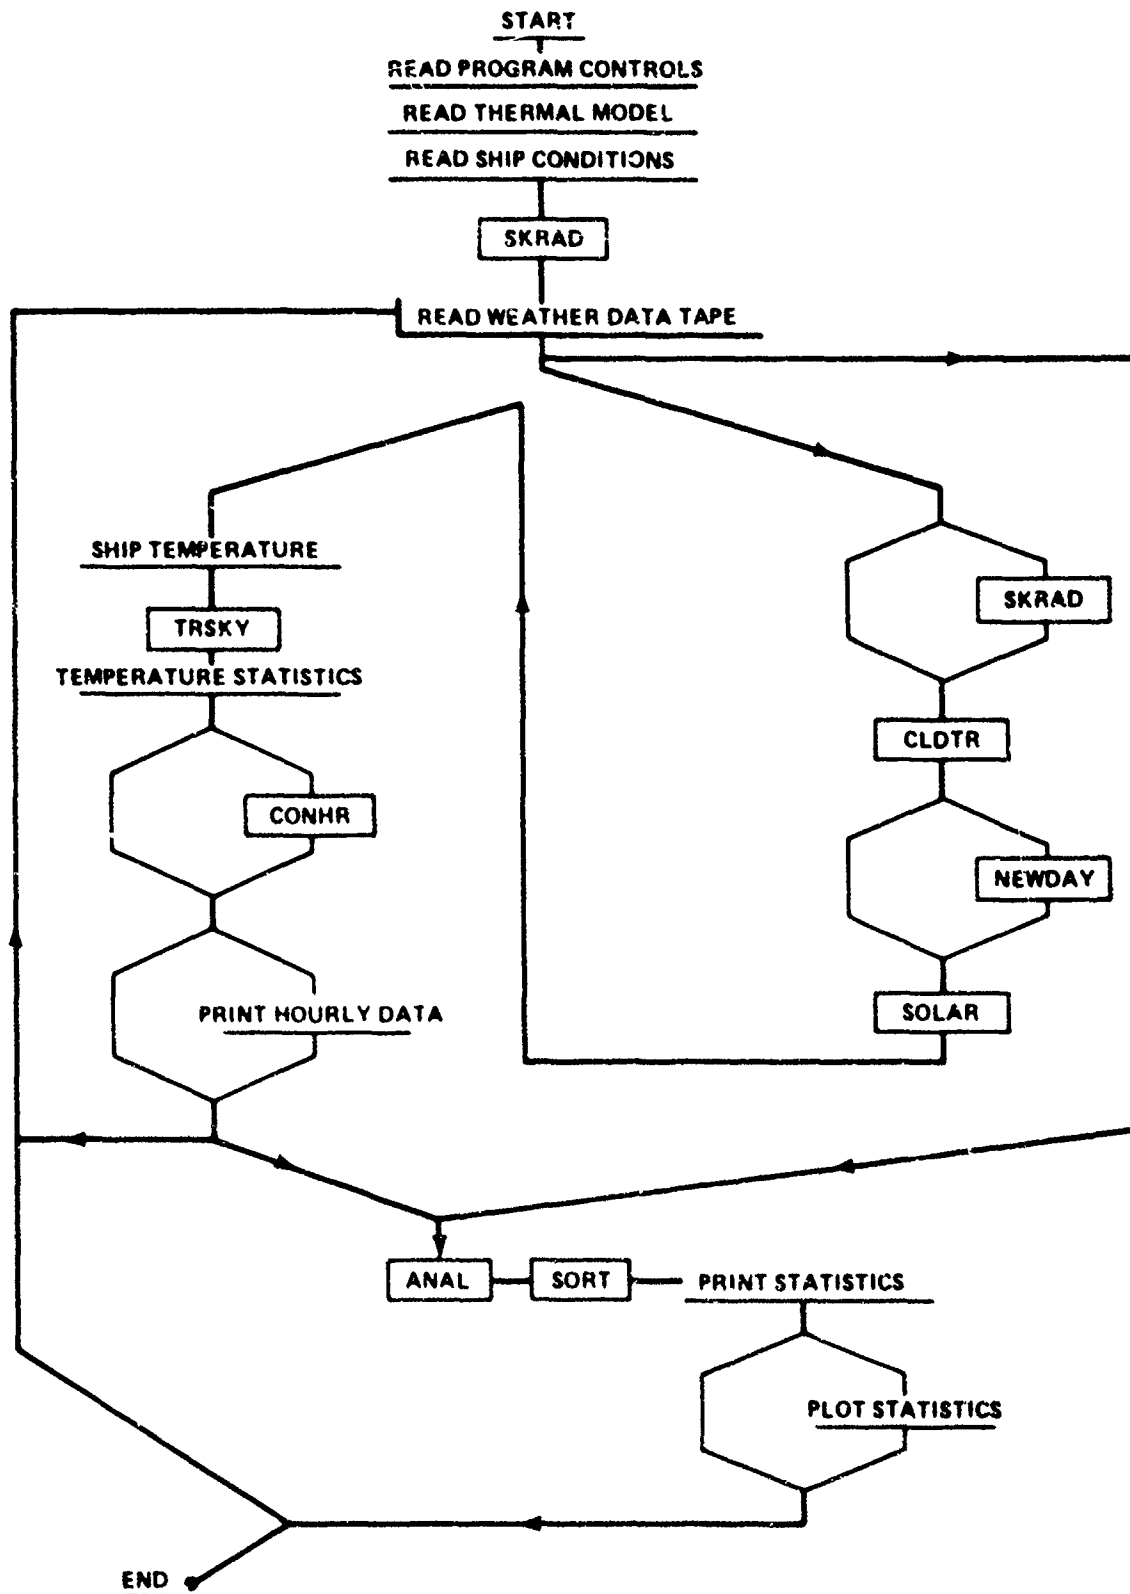 START
READ PROGRAM CONTROLS
READ THERMAL MODEL
READ SHIP CONDITIONS
SKRAD
READ WEATHER DATA TAPE
SHIP TEMPERATURE
TRSKY
TEMPERATURE STATISTICS
CONHR
PRINT HOURLY DATA
SKRAD
CLDTR
NEWDAY
SOLAR
ANAL
SORT
PRINT STATISTICS
PLOT STATISTICS
END